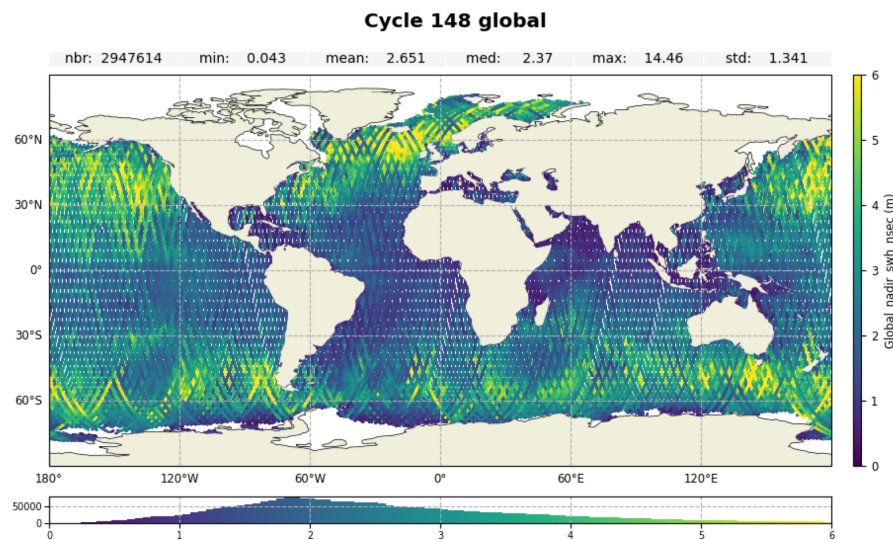 Cycle 148 global
nbr: 2947614 min: 0.043 mean: 2.651 med: 2.37 max: 14.46 std: 1.341
60°N
30°N
0°
30°S
60°S
180° 120°W 60°W 0° 60°E 120°E
6
5
4
3
2
1
0
Global_nadir_swh_nsec (m)
50000
0
0 1 2 3 4 5 6